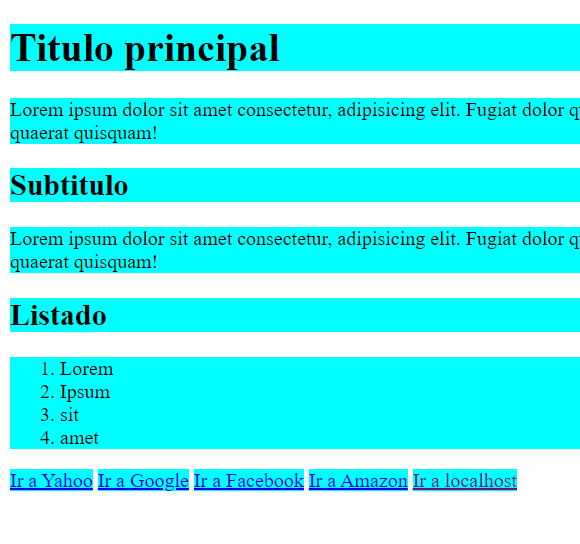 Titulo principal
Lorem ipsum dolor sit amet consectetur, adipisicing elit. Fugiat dolor
quaerat quisquam!
Subtitulo
Lorem ipsum dolor sit amet consectetur, adipisicing elit. Fugiat dolor
quaerat quisquam!
Listado
1. Lorem
2. Ipsum
3. sit
4. amet
Ir a Yahoo Ir a Google Ir a Facebook Ir a Amazon Ir a localhost